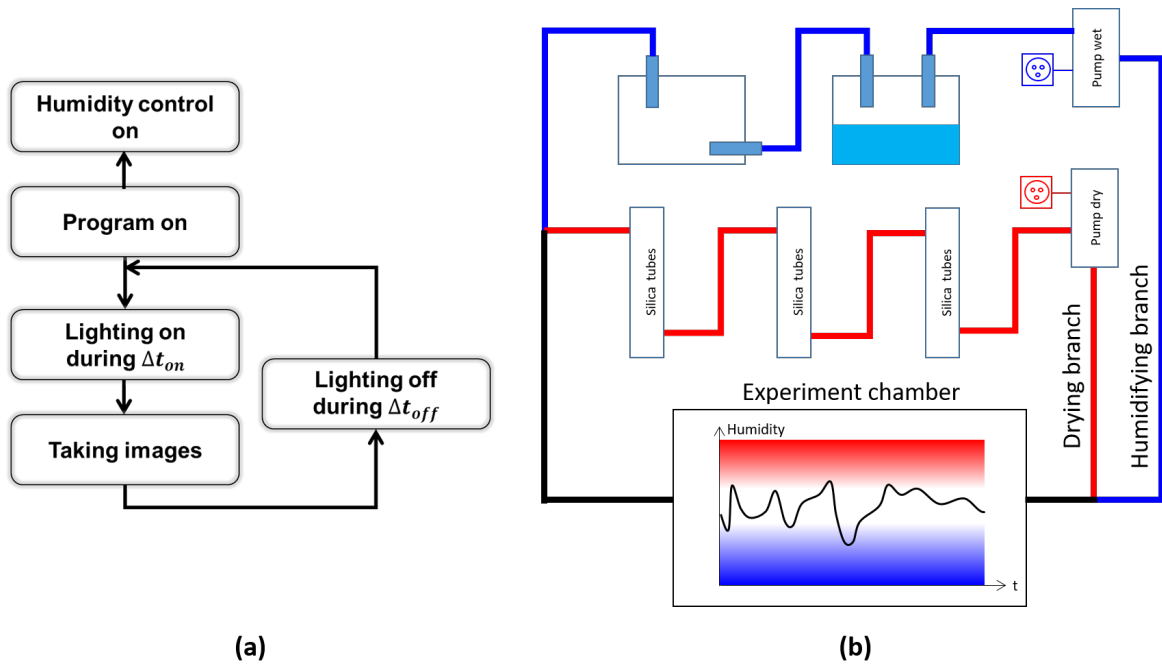 Humidity control
on
Program on
Lighting on
during Δt_on
Taking images
Lighting off
during Δt_off
(a)
Pump wet
Pump dry
Silica tubes
Silica tubes
Silica tubes
Drying branch
Humidifying branch
Experiment chamber
Humidity
t
(b)